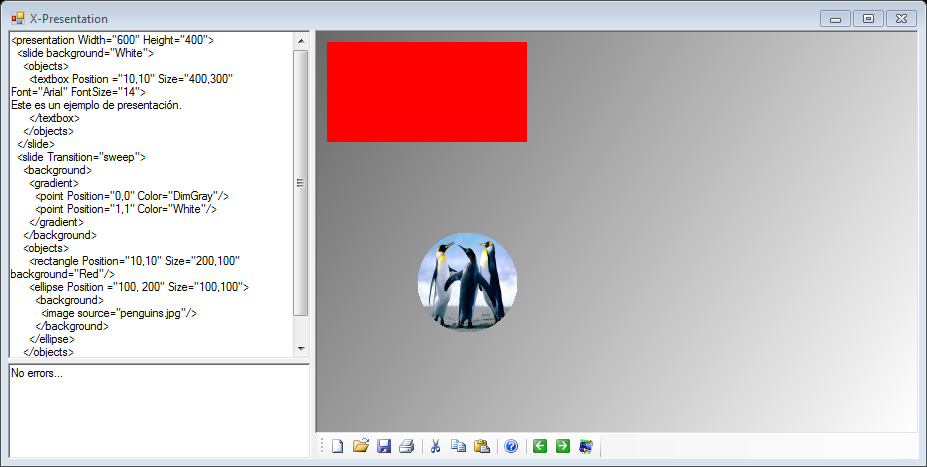 X-Presentation
<presentation Width="600" Height="400">
<slide background="White">
<objects>
<textbox Position ="10,10" Size="400,300"
Font="Arial" FontSize="14">
Este es un ejemplo de presentación.
</textbox>
</objects>
</slide>
<slide Transition="sweep">
<background>
<gradient>
<point Position="0,0" Color="DimGray"/>
<point Position="1,1" Color="White"/>
</gradient>
</background>
<objects>
<rectangle Position="10,10" Size="200,100"
background="Red"/>
<ellipse Position ="100, 200" Size="100,100">
<background>
<image source="penguins.jpg"/>
</background>
</ellipse>
</objects>
No errors...